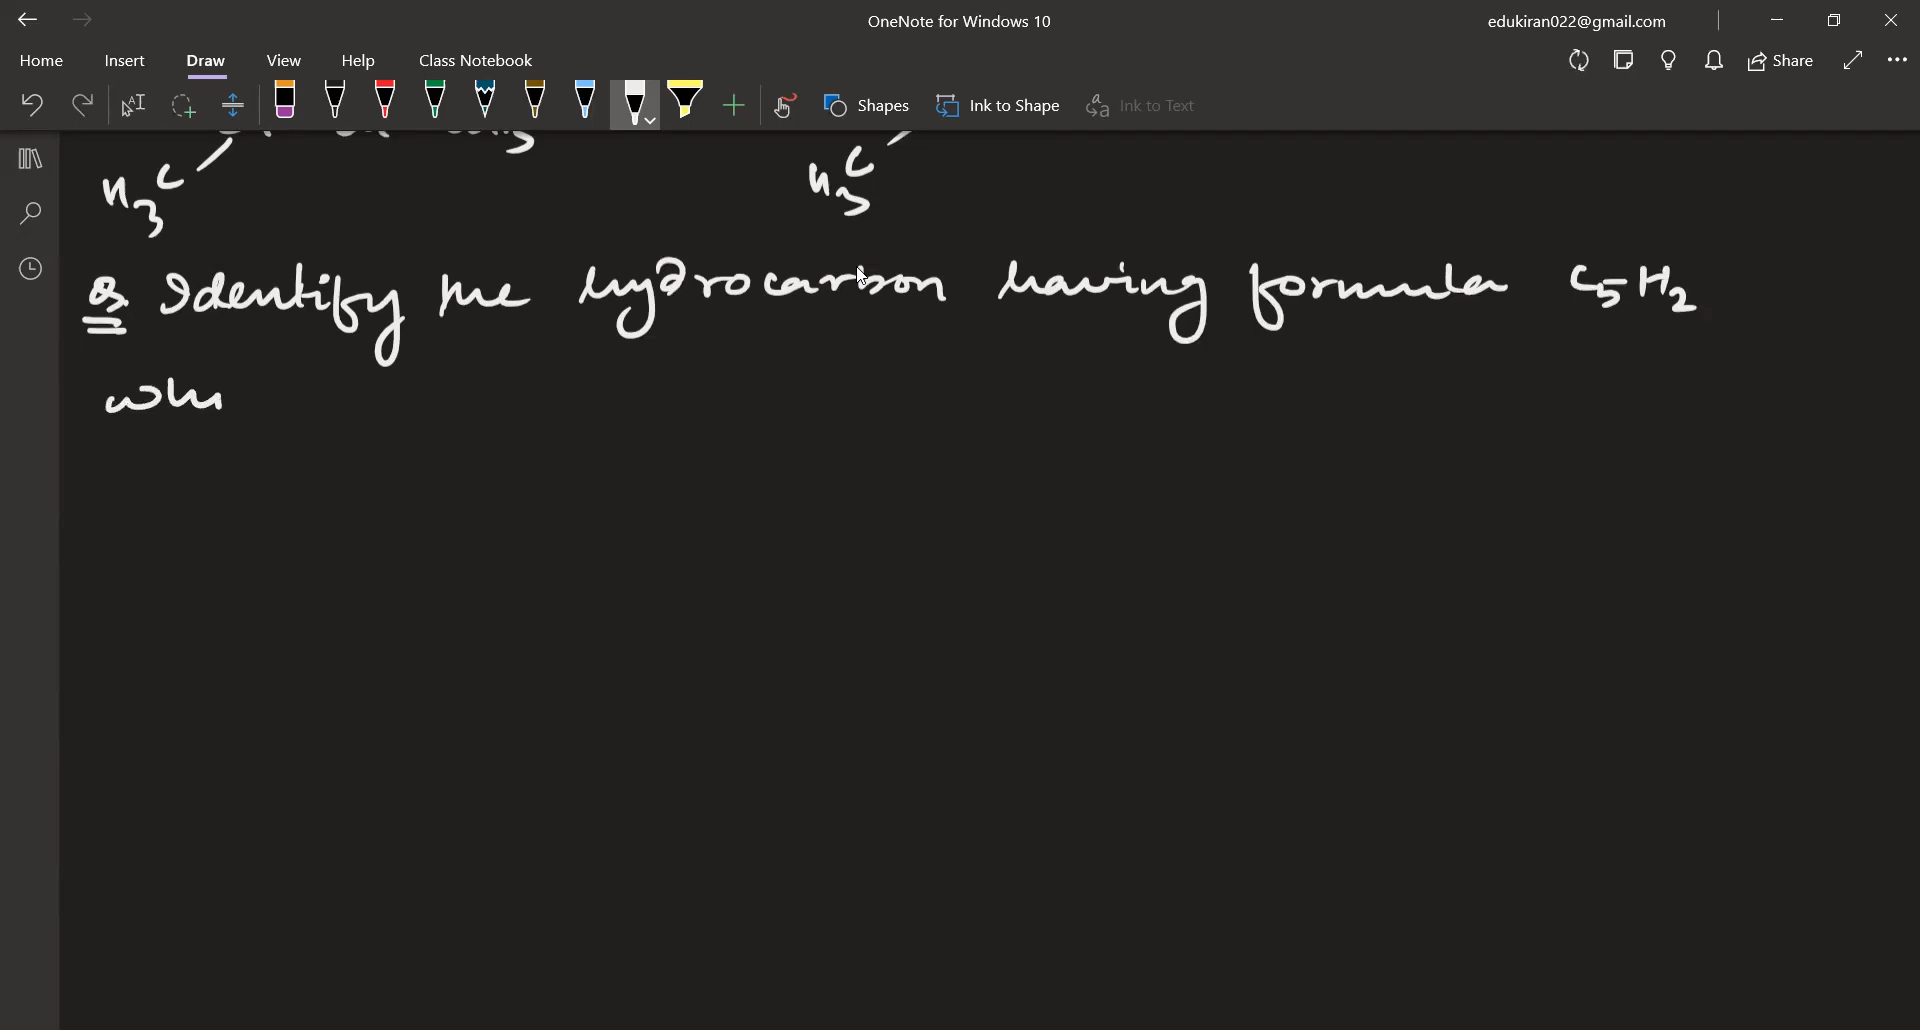 OneNote for Windows 10
edukiran022@gmail.com
Home Insert Draw View Help Class Notebook
Share
Shapes Ink to Shape Ink to Text
H3C H3C
Q. Identify the hydrocarbon having formula C5H2
whi